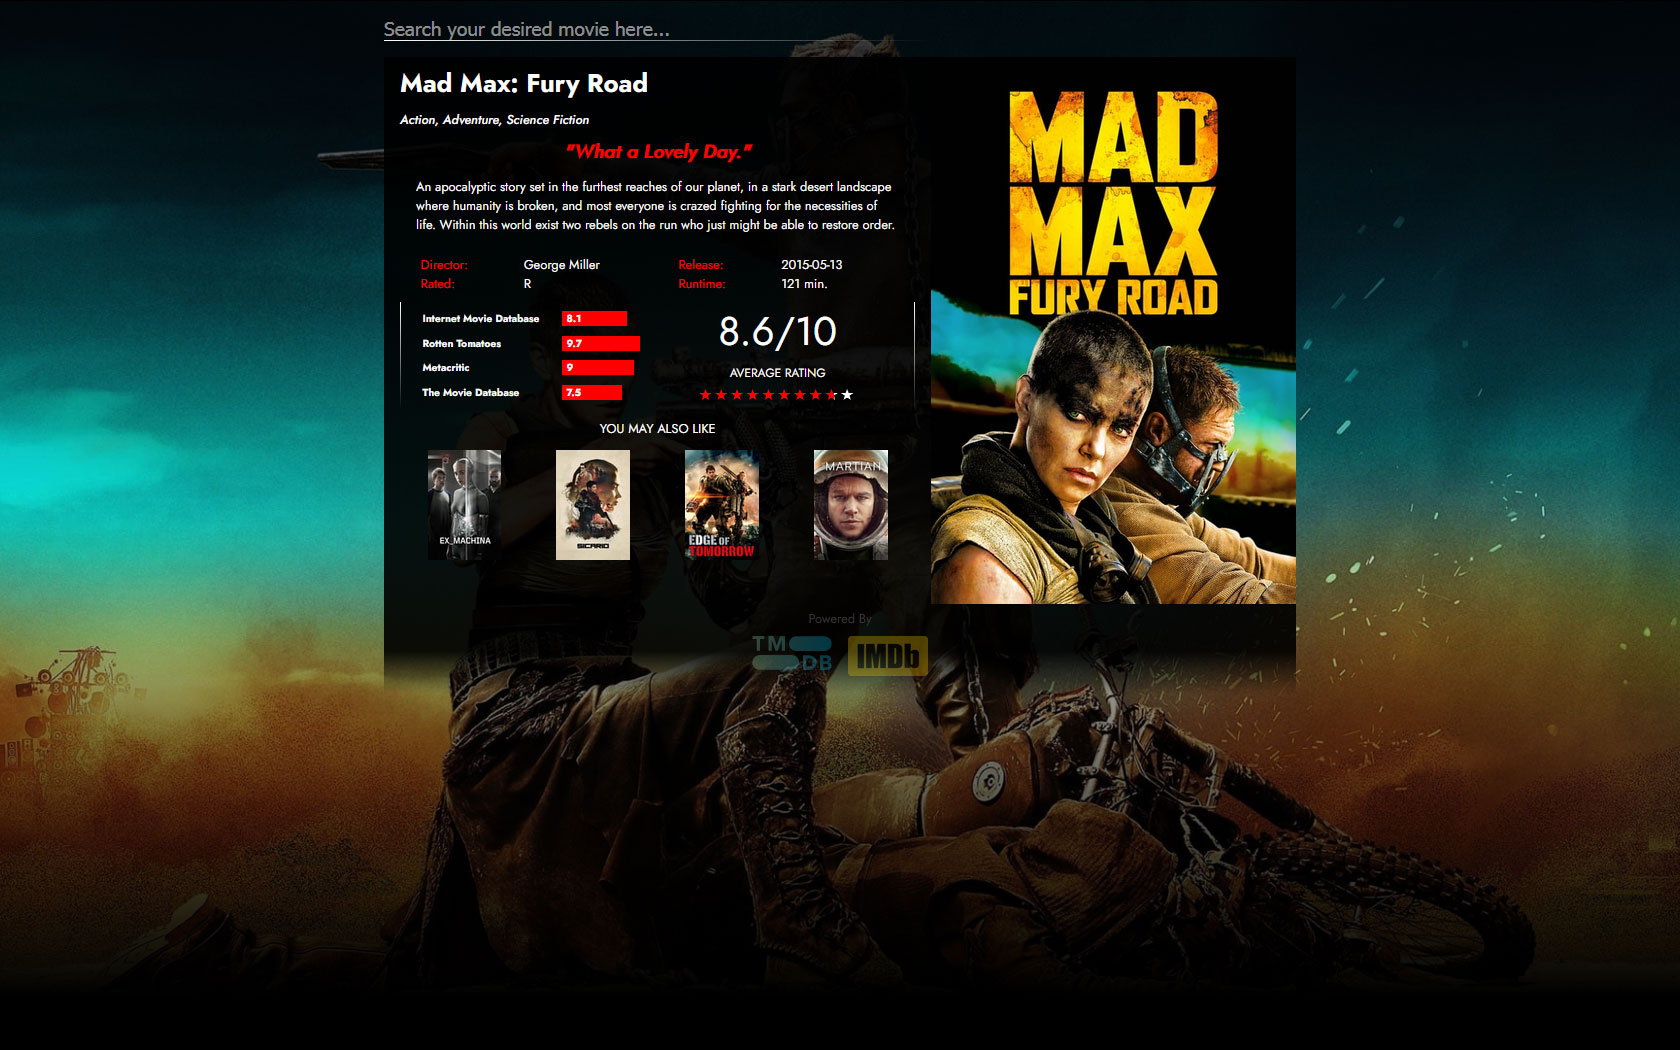 Search your desired movie here...
Mad Max: Fury Road
Action, Adventure, Science Fiction
"What a Lovely Day."
An apocalyptic story set in the furthest reaches of our planet, in a stark desert landscape
where humanity is broken, and most everyone is crazed fighting for the necessities of
life. Within this world exist two rebels on the run who just might be able to restore order.
Director: George Miller Release: 2015-05-13
Rated: R Runtime: 121 min.
Internet Movie Database 8.1
Rotten Tomatoes 9.7
Metacritic 9
The Movie Database 7.5
8.6/10
AVERAGE RATING
YOU MAY ALSO LIKE
EX_MACHINA
SICARIO
EDGE OF
TOMORROW
MARTIAN
MAD
MAX
FURY ROAD
Powered By
TM
DB
IMDb